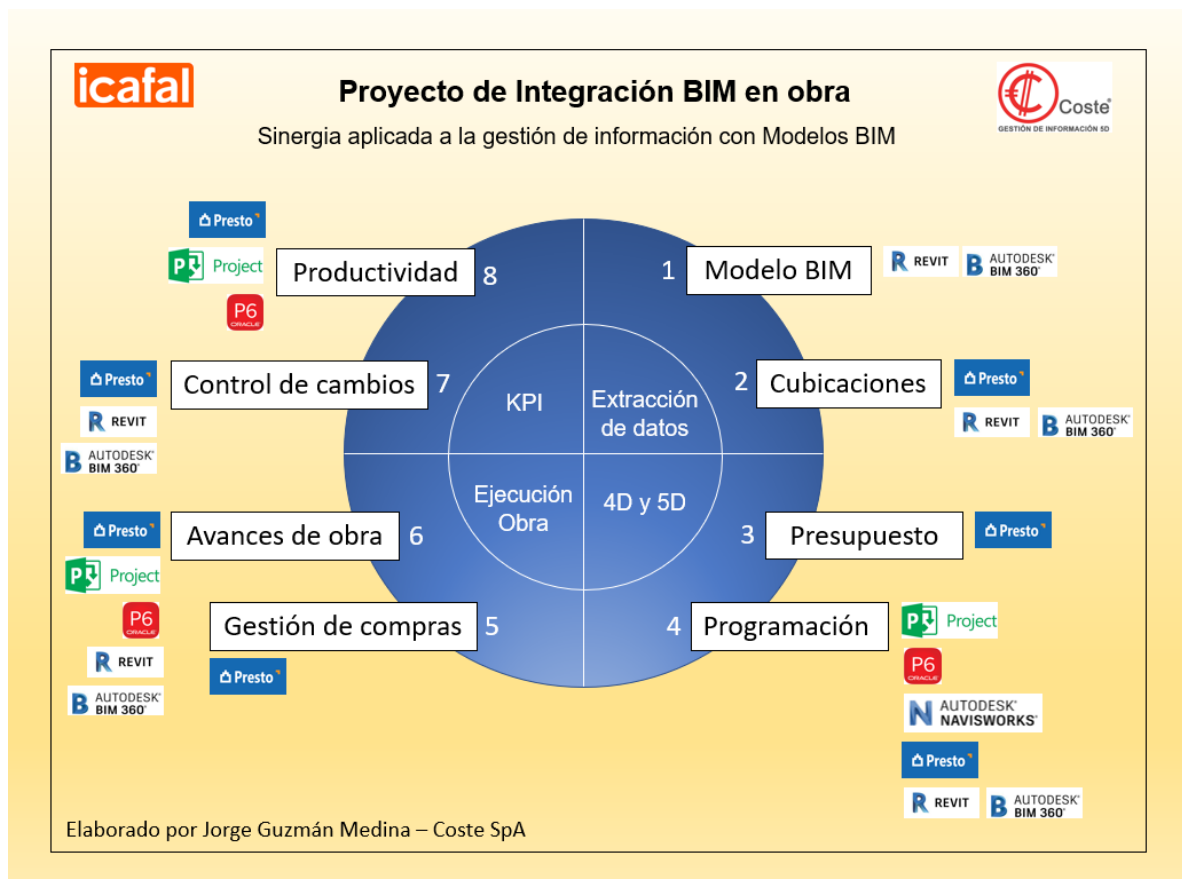 icafal
Proyecto de Integración BIM en obra
Sinergia aplicada a la gestión de información con Modelos BIM
Coste®
GESTIÓN DE INFORMACIÓN 5D
1
Modelo BIM
REVIT
AUTODESK®
BIM 360®
2
Cubicaciones
Presto
REVIT
AUTODESK®
BIM 360®
3
Presupuesto
Presto
4
Programación
Project
P6
ORACLE
AUTODESK®
NAVISWORKS®
Presto
REVIT
AUTODESK®
BIM 360®
5
Gestión de compras
Presto
6
Avances de obra
Presto
Project
P6
ORACLE
REVIT
AUTODESK®
BIM 360®
7
Control de cambios
Presto
REVIT
AUTODESK®
BIM 360®
8
Productividad
Presto
Project
P6
ORACLE
KPI
Extracción
de datos
Ejecución
Obra
4D y 5D
Elaborado por Jorge Guzmán Medina – Coste SpA